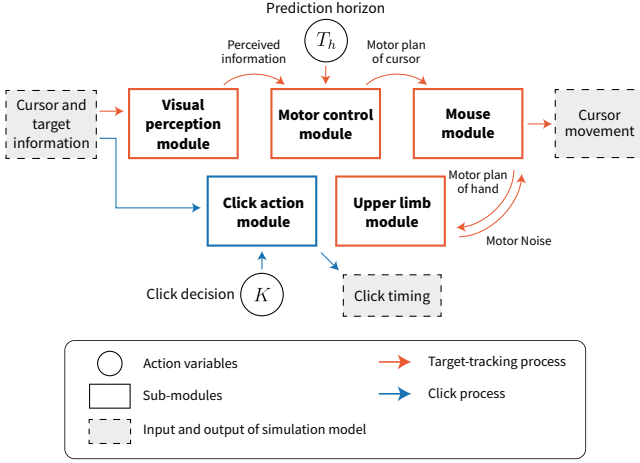 Prediction horizon
T_h
Perceived
information
Motor plan
of cursor
Cursor and
target
information
Visual
perception
module
Motor control
module
Mouse
module
Cursor
movement
Click action
module
Upper limb
module
Motor plan
of hand
Motor Noise
Click decision
K
Click timing
Action variables
Target-tracking process
Sub-modules
Click process
Input and output of simulation model